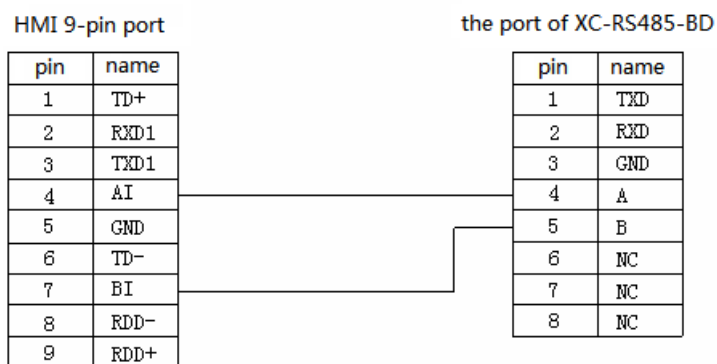 HMI 9-pin port
the port of XC-RS485-BD
pin name
1 TD+
2 RXD1
3 TXD1
4 AI
5 GND
6 TD-
7 BI
8 RDD-
9 RDD+
pin name
1 TXD
2 RXD
3 GND
4 A
5 B
6 NC
7 NC
8 NC